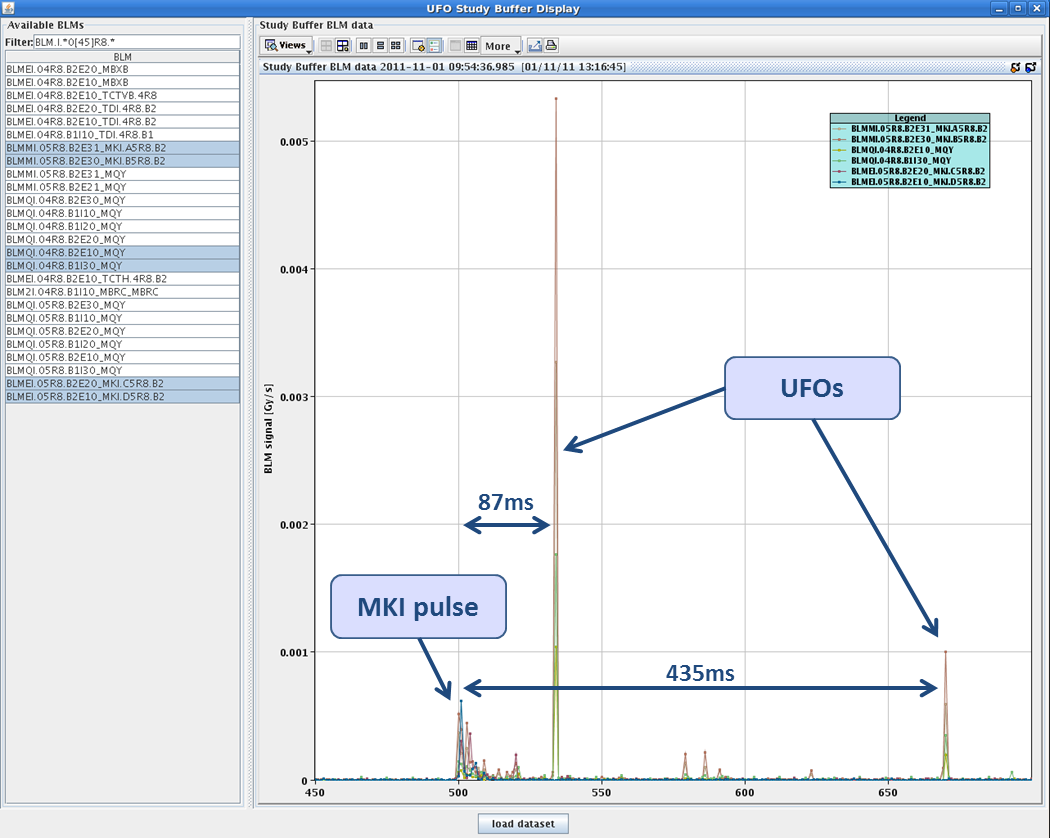 UFO Study Buffer Display
Available BLMs
Filter: BLM.I.*0[45]R8.*
BLM
BLMEI.04R8.B2E20_MBXB
BLMEI.04R8.B2E10_MBXB
BLMEI.04R8.B2E10_TCTVB.4R8
BLMEI.04R8.B2E20_TDI.4R8.B2
BLMEI.04R8.B2E10_TDI.4R8.B2
BLMEI.04R8.B1I10_TDI.4R8.B1
BLMMI.05R8.B2E31_MKI.A5R8.B2
BLMMI.05R8.B2E30_MKI.B5R8.B2
BLMMI.05R8.B2E31_MQY
BLMMI.05R8.B2E21_MQY
BLMQI.04R8.B2E30_MQY
BLMQI.04R8.B1I10_MQY
BLMQI.04R8.B1I20_MQY
BLMQI.04R8.B2E20_MQY
BLMQI.04R8.B2E10_MQY
BLMQI.04R8.B1I30_MQY
BLMEI.04R8.B2E10_TCTH.4R8.B2
BLM2I.04R8.B1I10_MBRC_MBRC
BLMQI.05R8.B2E30_MQY
BLMQI.05R8.B1I10_MQY
BLMQI.05R8.B2E20_MQY
BLMQI.05R8.B1I20_MQY
BLMQI.05R8.B2E10_MQY
BLMQI.05R8.B1I30_MQY
BLMEI.05R8.B2E20_MKI.C5R8.B2
BLMEI.05R8.B2E10_MKI.D5R8.B2
Study Buffer BLM data
Views
More
Study Buffer BLM data 2011-11-01 09:54:36.985 [01/11/11 13:16:45]
Legend
BLMMI.05R8.B2E31_MKI.A5R8.B2
BLMMI.05R8.B2E30_MKI.B5R8.B2
BLMQI.04R8.B2E10_MQY
BLMQI.04R8.B1I30_MQY
BLMEI.05R8.B2E20_MKI.C5R8.B2
BLMEI.05R8.B2E10_MKI.D5R8.B2
BLM signal [Gy/s]
0.005
0.004
0.003
0.002
0.001
0
UFOs
87ms
MKI pulse
435ms
450
500
550
600
650
load dataset